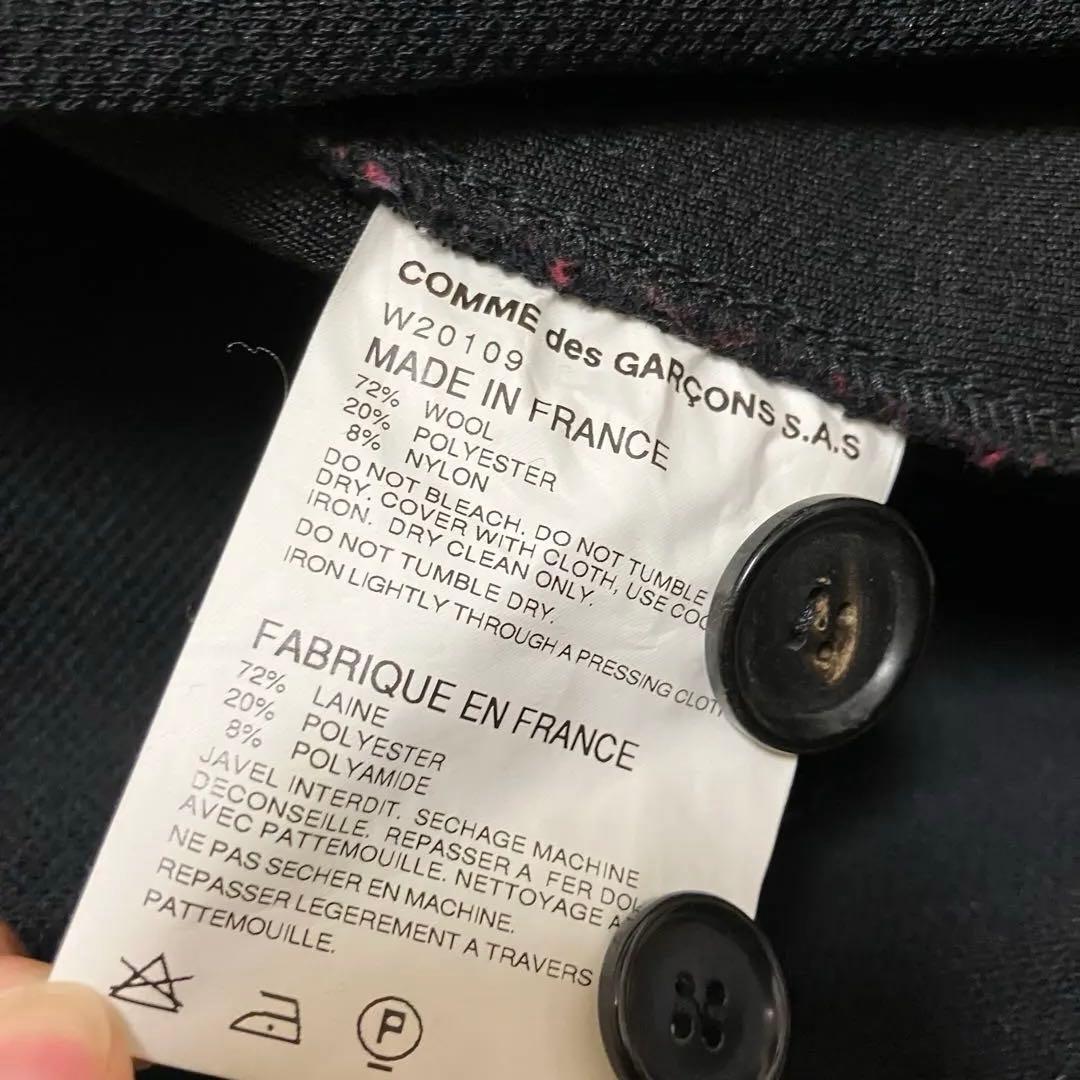 COMME des GARÇONS S.A.S
W20109
MADE IN FRANCE
72% WOOL
20% POLYESTER
8% NYLON
DO NOT BLEACH. DO NOT TUMBLE
DRY. COVER WITH CLOTH, USE
IRON. DRY CLEAN ONLY.
DO NOT TUMBLE DRY.
IRON LIGHTLY THROUGH A PRESSING
FABRIQUE EN FRANCE
72% LAINE
20% POLYESTER
8% POLYAMIDE
JAVEL INTERDIT. SECHAGE MACHINE
DECONSEILLE. REPASSER A FER
AVEC PATTEMOUILLE. NETTOYAGE
NE PAS SECHER EN MACHINE.
REPASSER LEGEREMENT A TRAVERS
PATTEMOUILLE.
P